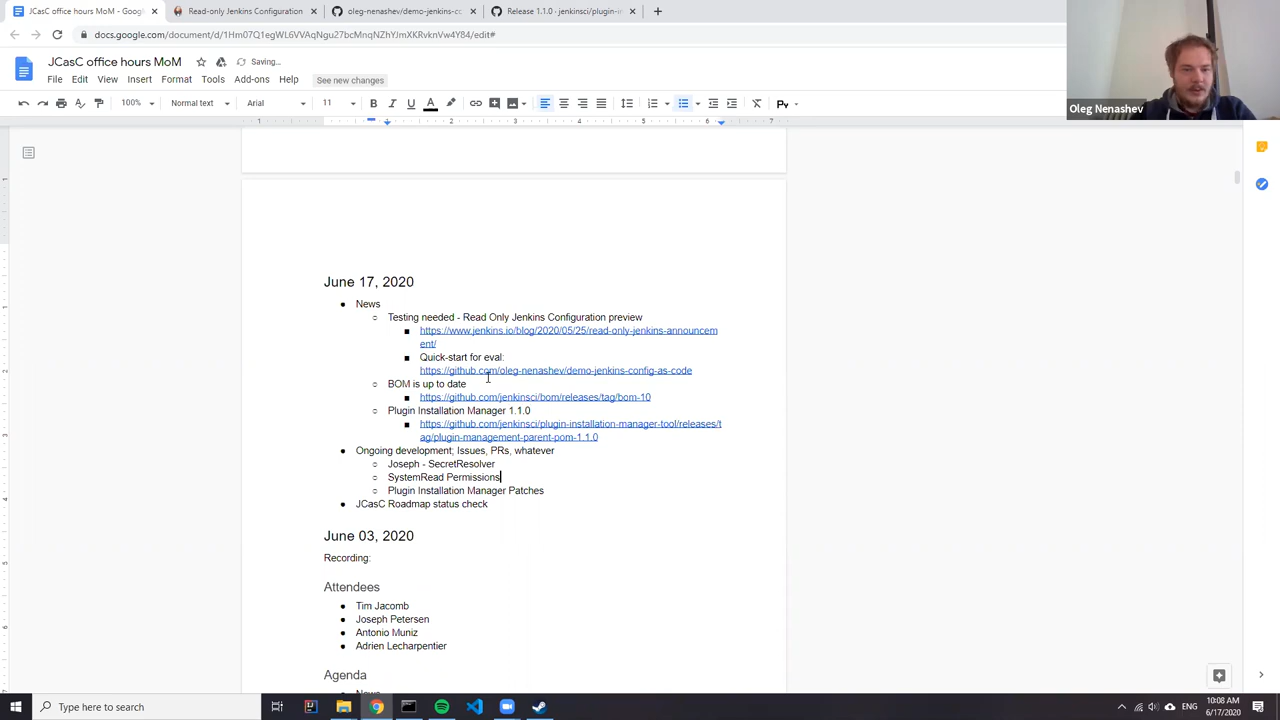 JCasC office hours MoM - Goog
Read-only Jenkins Configuration
oleg-nenashev/demo-jenkins-co
Release 1.1.0 · jenkinsci/plugin-in
docs.google.com/document/d/1Hm07Q1egWL6VVAqNgu27bcMnqNZhYJmXKRvknVw4Y84/edit#
JCasC office hours MoM
Saving...
File Edit View Insert Format Tools Add-ons Help
See new changes
100% Normal text Arial 11
Oleg Nenashev
June 17, 2020
News
Testing needed - Read Only Jenkins Configuration preview
https://www.jenkins.io/blog/2020/05/25/read-only-jenkins-announcem
ent/
Quick-start for eval:
https://github.com/oleg-nenashev/demo-jenkins-config-as-code
BOM is up to date
https://github.com/jenkinsci/bom/releases/tag/bom-10
Plugin Installation Manager 1.1.0
https://github.com/jenkinsci/plugin-installation-manager-tool/releases/t
ag/plugin-management-parent-pom-1.1.0
Ongoing development; Issues, PRs, whatever
Joseph - SecretResolver
SystemRead Permissions
Plugin Installation Manager Patches
JCasC Roadmap status check
June 03, 2020
Recording:
Attendees
Tim Jacomb
Joseph Petersen
Antonio Muniz
Adrien Lecharpentier
Agenda
News
Type here to search
ENG
10:08 AM
6/17/2020